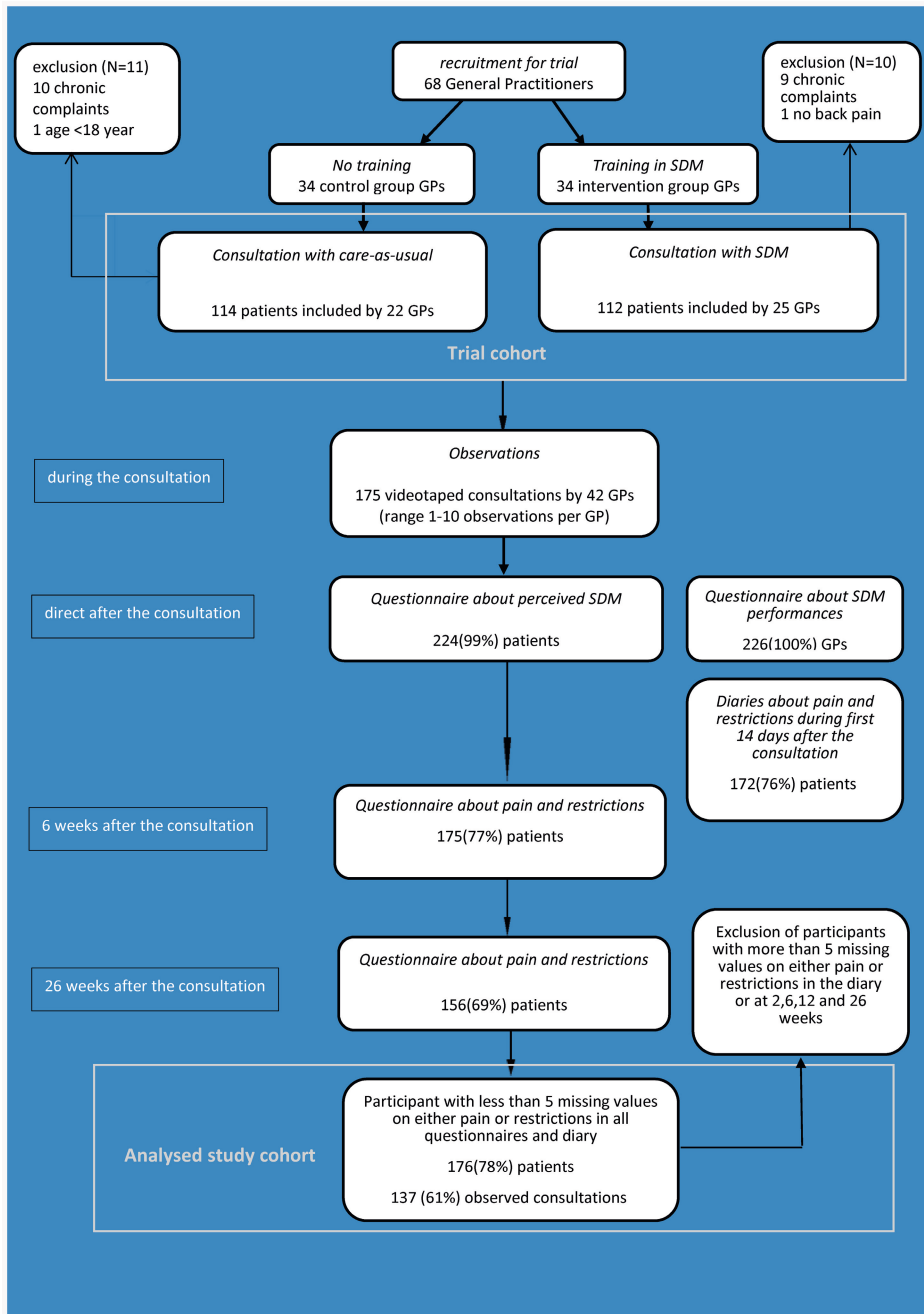 recruitment for trial
68 General Practitioners
exclusion (N=11)
10 chronic
complaints
1 age <18 year
exclusion (N=10)
9 chronic
complaints
1 no back pain
No training
34 control group GPs
Training in SDM
34 intervention group GPs
Consultation with care-as-usual
114 patients included by 22 GPs
Consultation with SDM
112 patients included by 25 GPs
Trial cohort
during the consultation
Observations
175 videotaped consultations by 42 GPs
(range 1-10 observations per GP)
direct after the consultation
Questionnaire about perceived SDM
224(99%) patients
Questionnaire about SDM
performances
226(100%) GPs
Diaries about pain and
restrictions during first
14 days after the
consultation
172(76%) patients
6 weeks after the consultation
Questionnaire about pain and restrictions
175(77%) patients
26 weeks after the consultation
Questionnaire about pain and restrictions
156(69%) patients
Exclusion of participants
with more than 5 missing
values on either pain or
restrictions in the diary
or at 2,6,12 and 26
weeks
Analysed study cohort
Participant with less than 5 missing values
on either pain or restrictions in all
questionnaires and diary
176(78%) patients
137 (61%) observed consultations